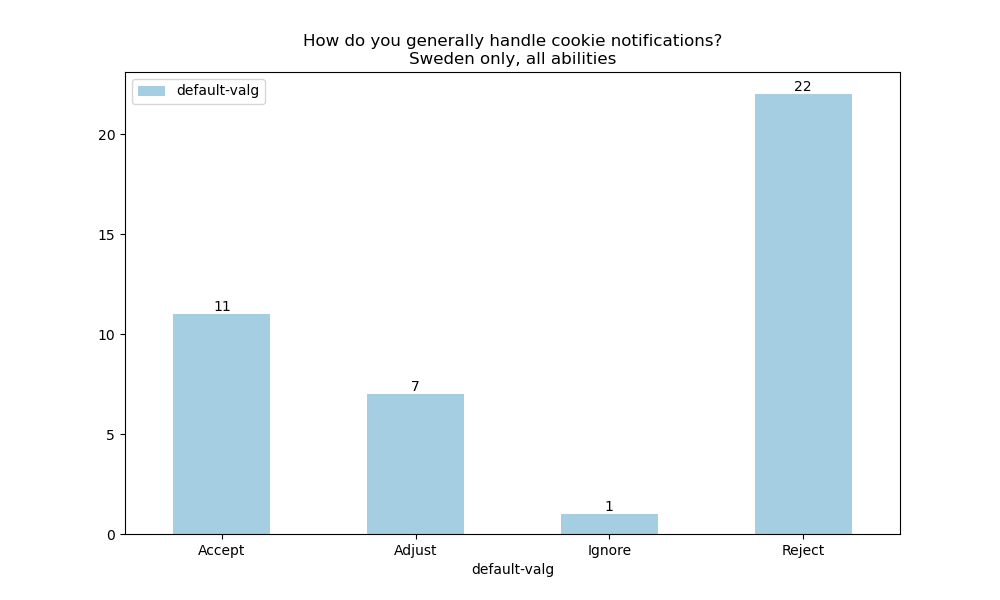 How do you generally handle cookie notifications?
Sweden only, all abilities
default-valg
22
20
15
11
10
7
5
1
0
Accept
Adjust
Ignore
Reject
default-valg